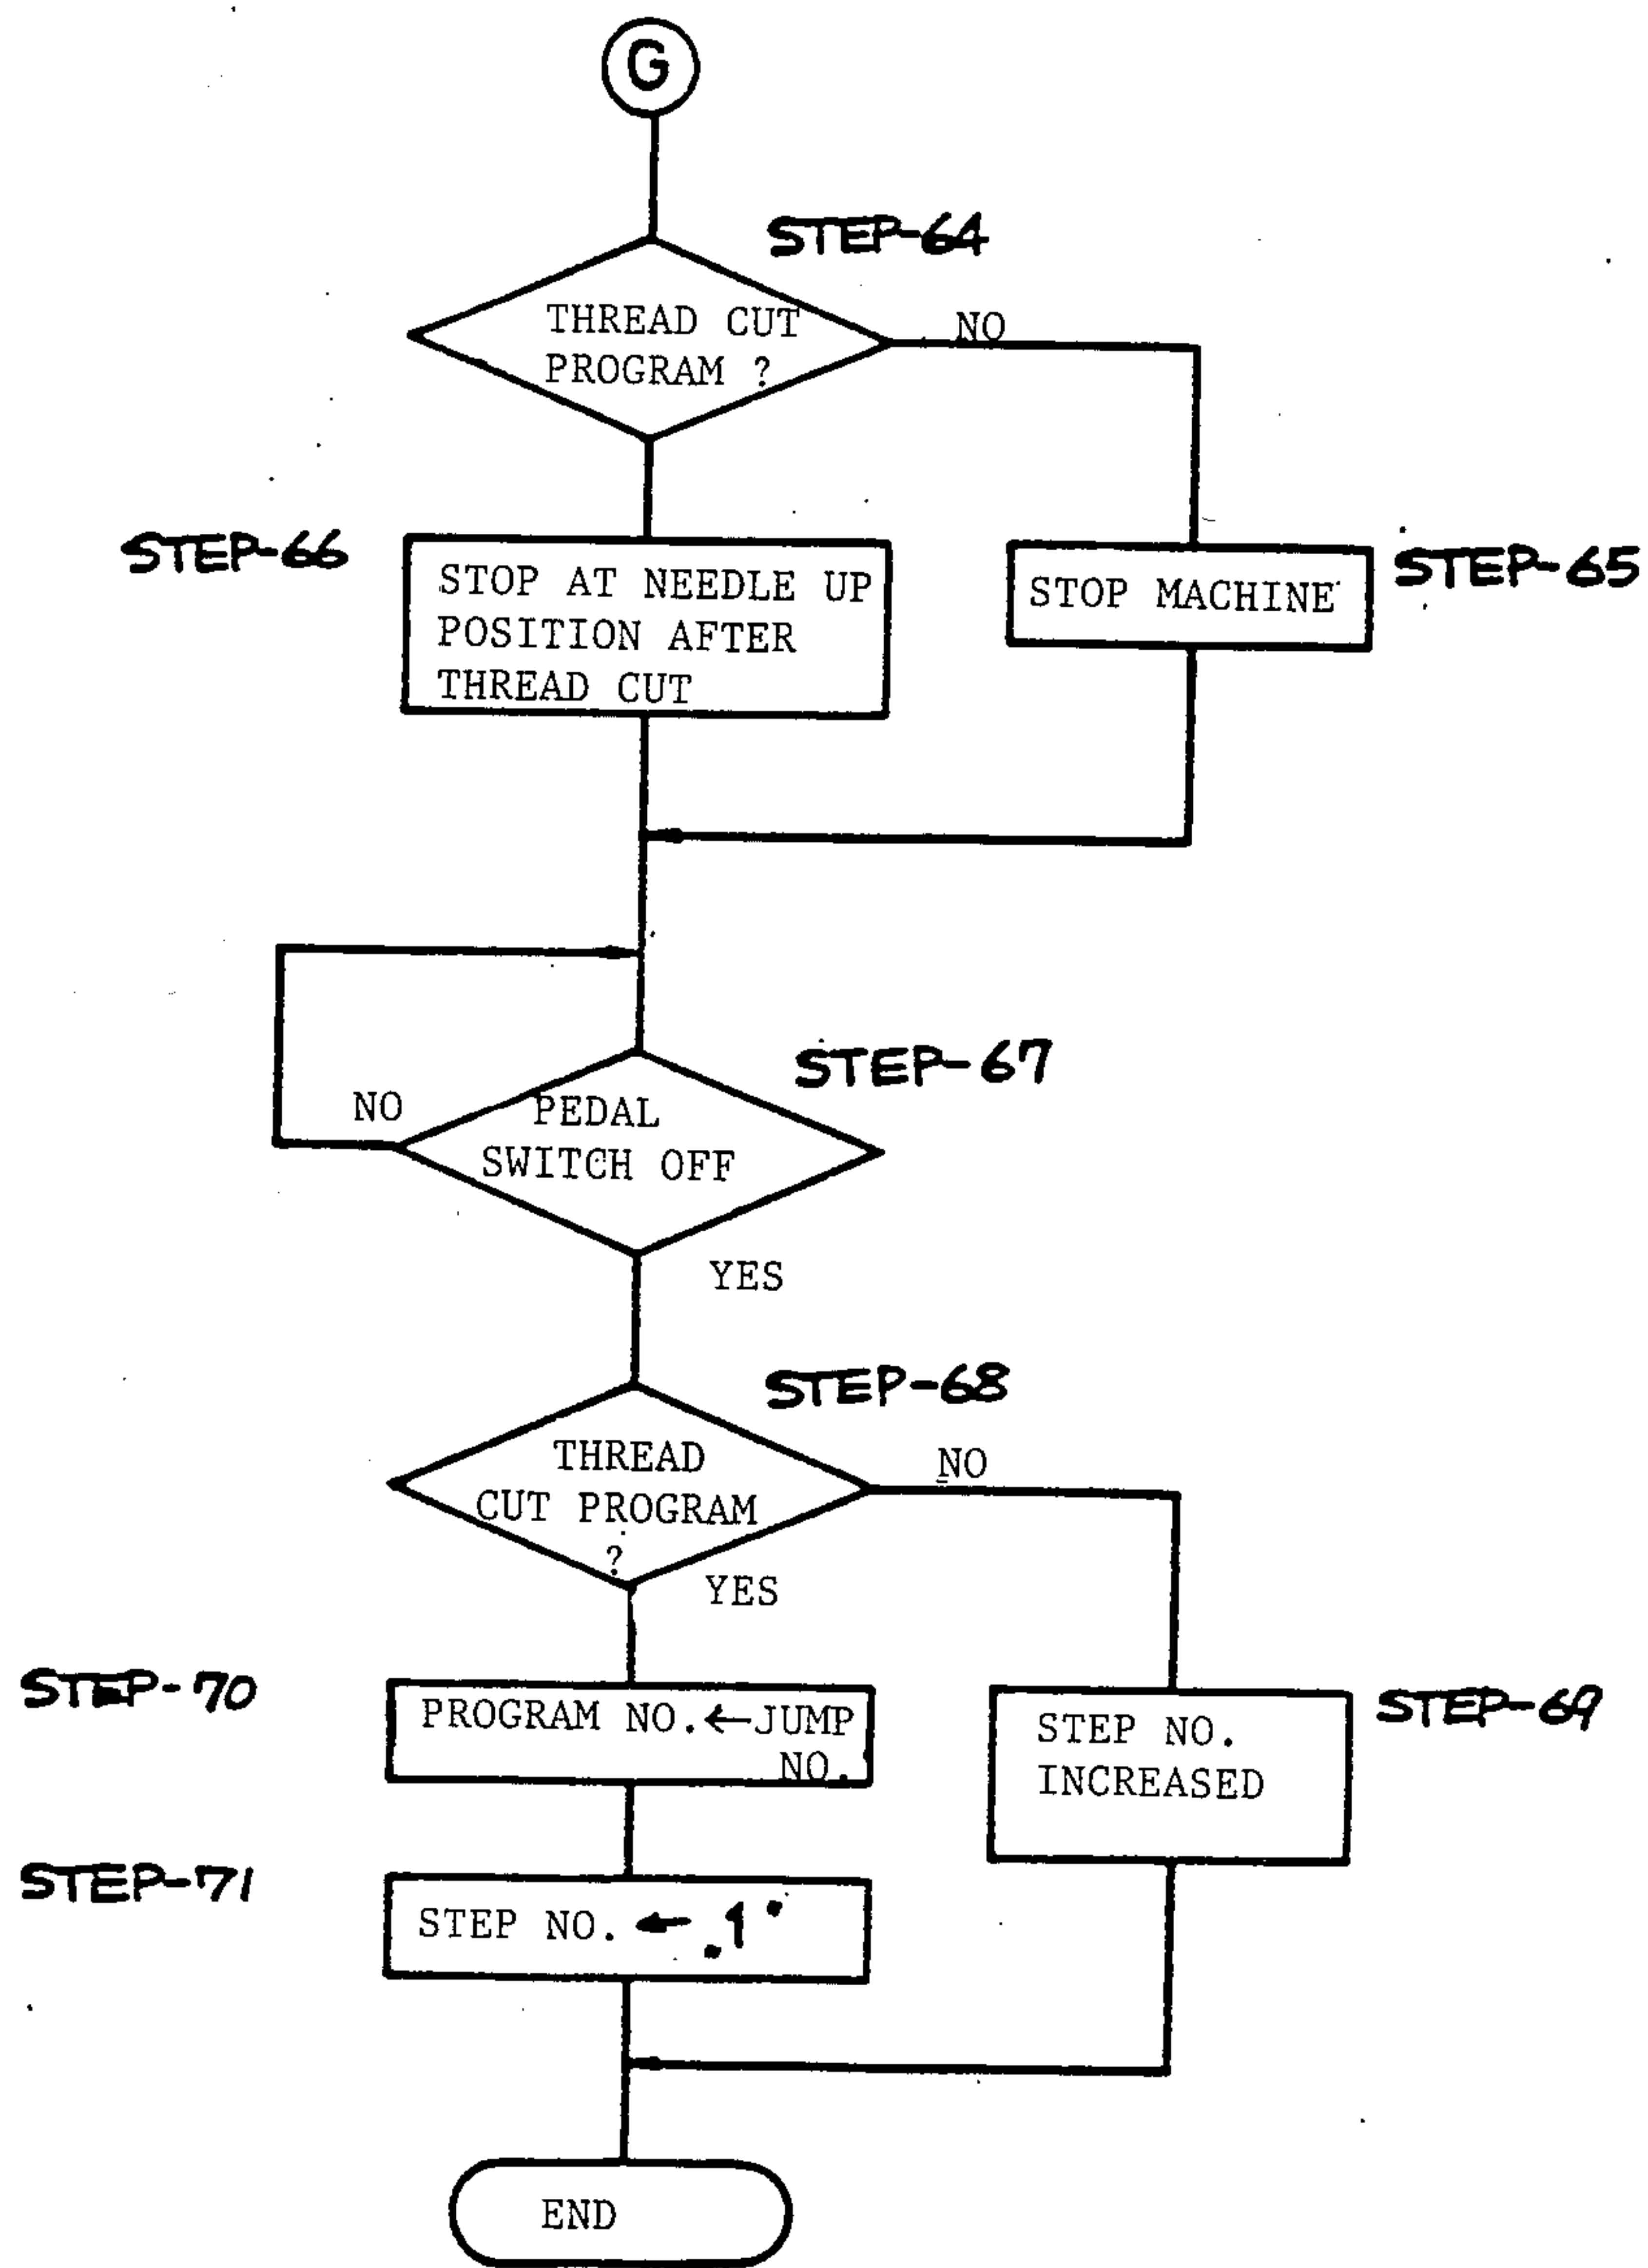 G
STEP-64
THREAD CUT
PROGRAM ?
NO
STEP-66
STOP AT NEEDLE UP
POSITION AFTER
THREAD CUT
STOP MACHINE
STEP-65
STEP-67
NO
PEDAL
SWITCH OFF
YES
STEP-68
THREAD
CUT PROGRAM
?
NO
YES
STEP-70
PROGRAM NO.←JUMP
NO.
STEP NO.
INCREASED
STEP-69
STEP-71
STEP NO. ← "1"
END